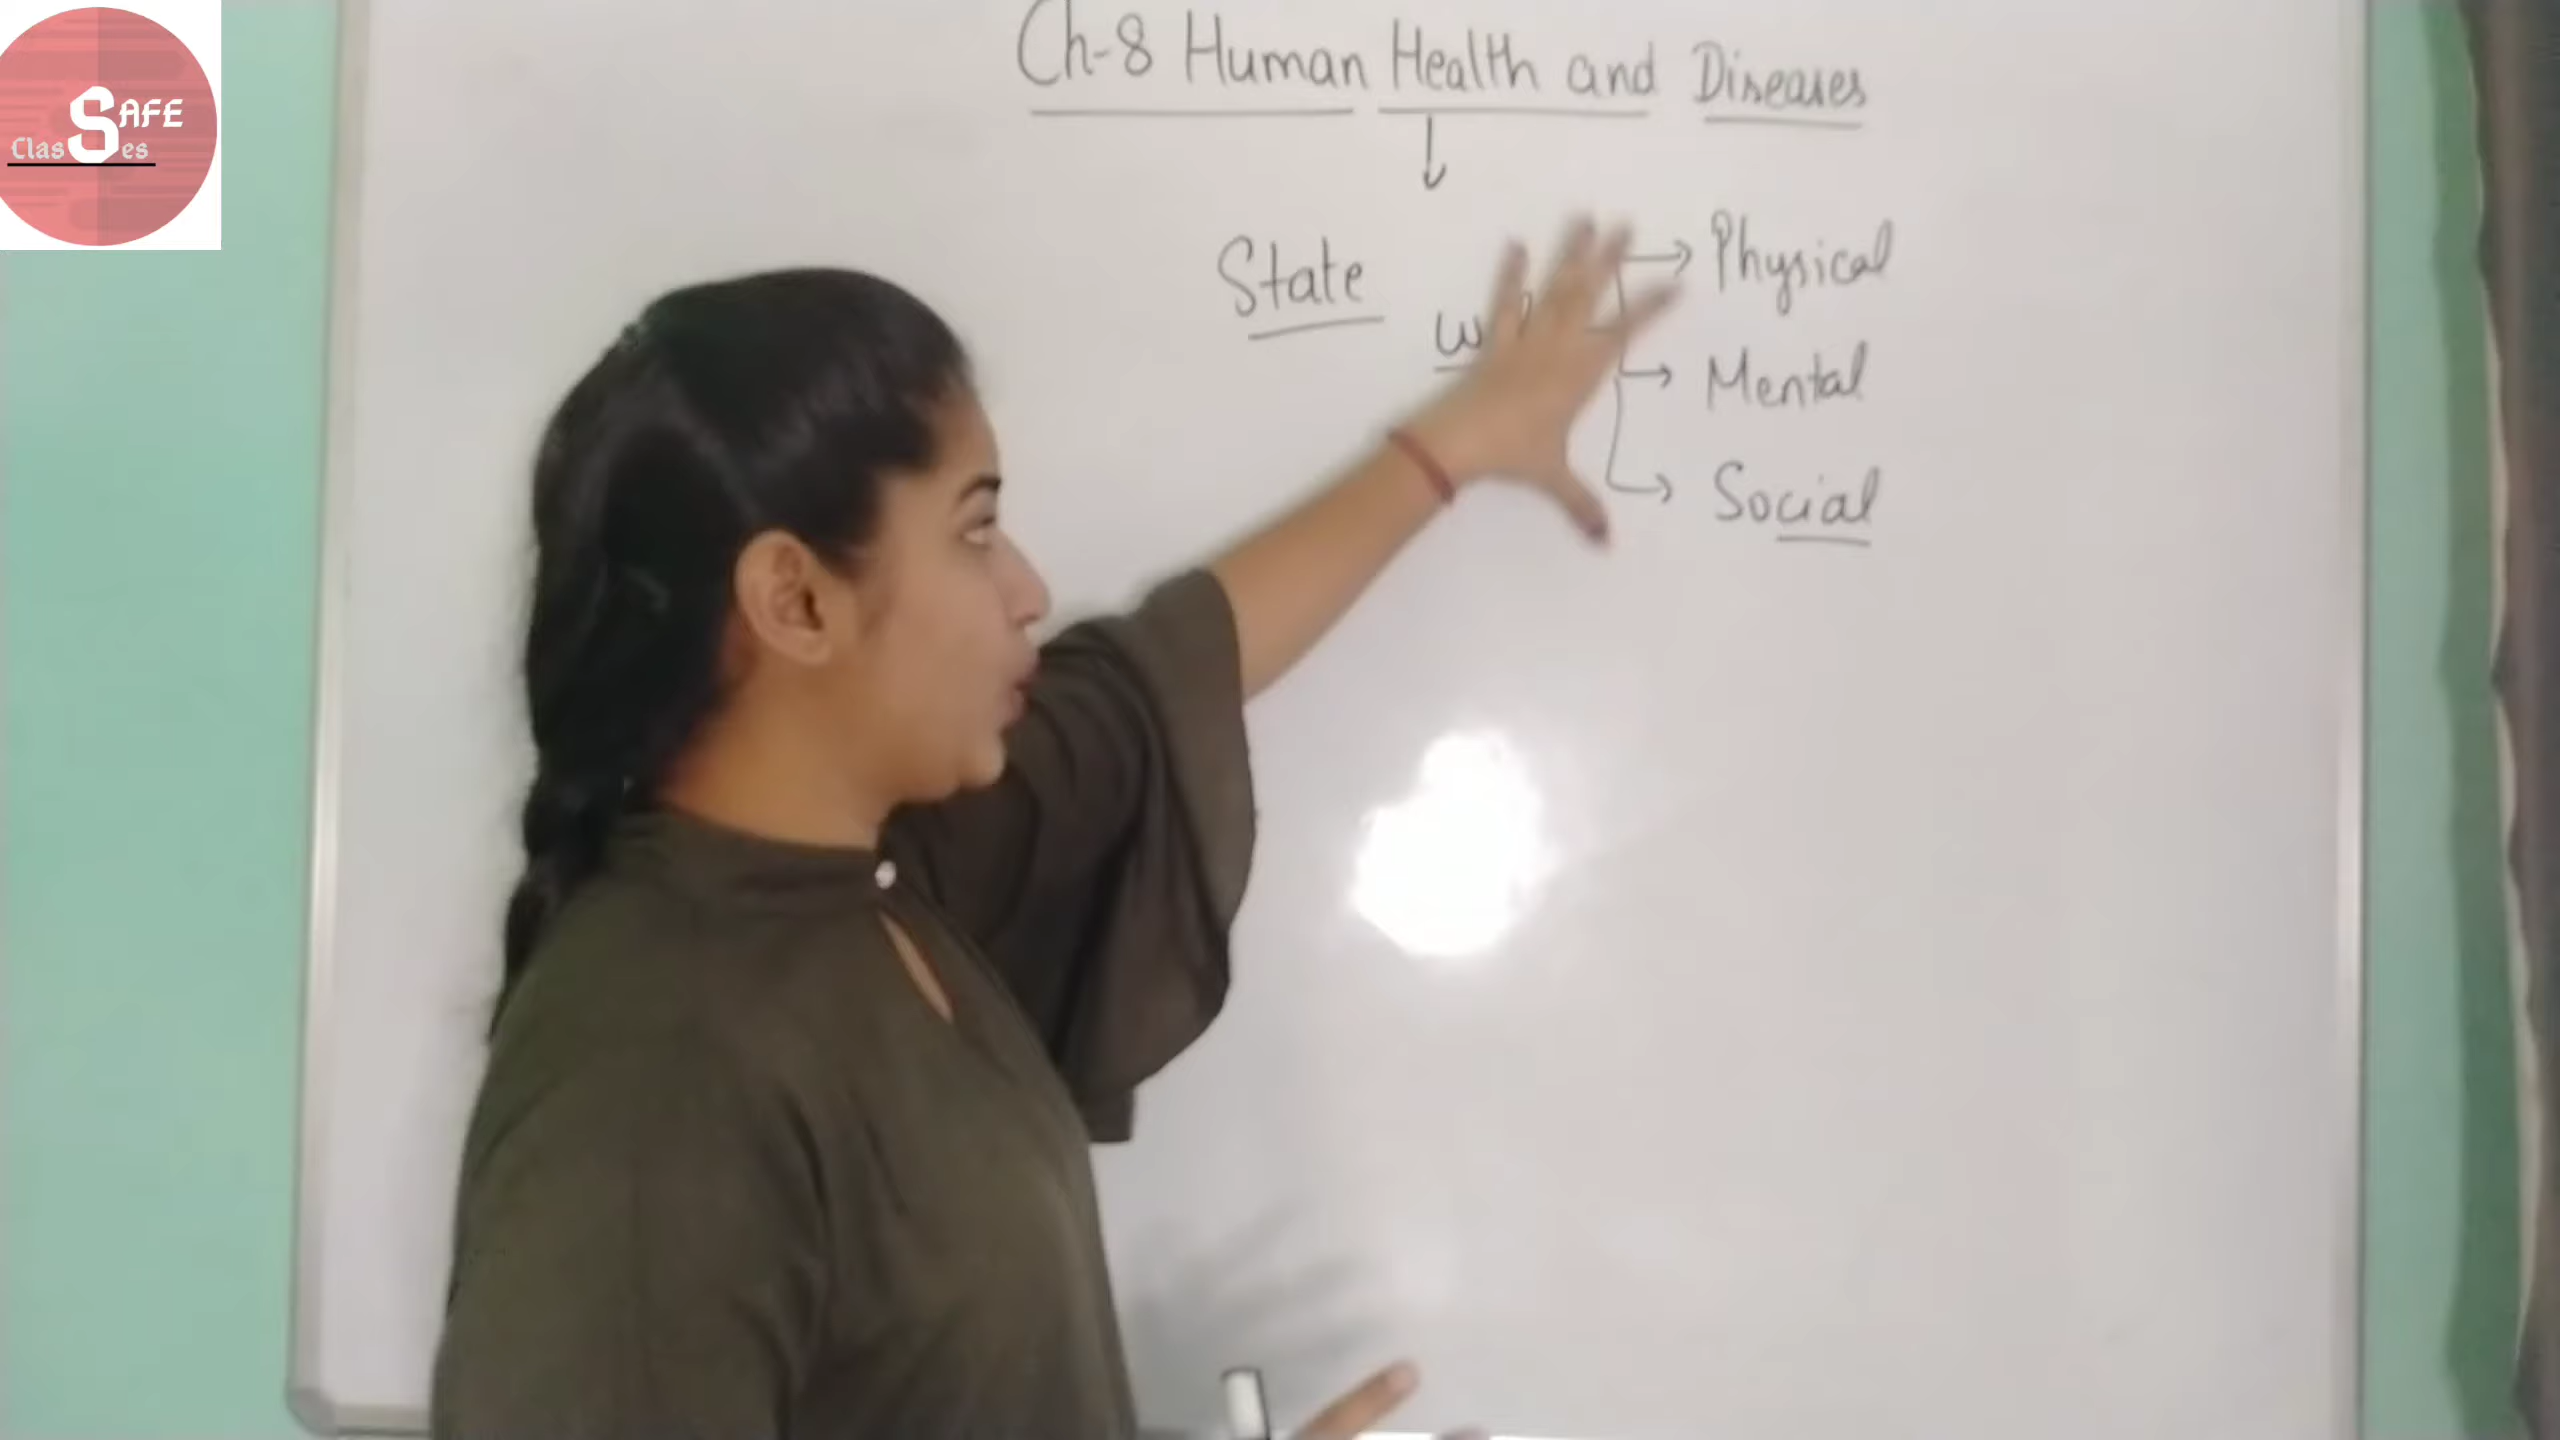 SAFE
Classes
Ch-8 Human Health and Diseases
State
Physical
Mental
Social